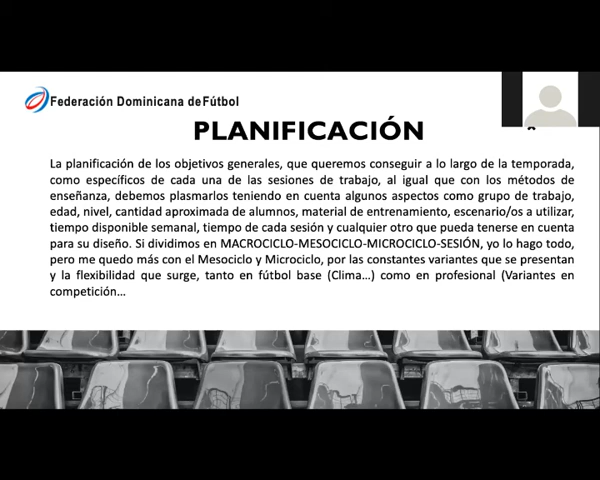 Federación Dominicana de Fútbol
PLANIFICACIÓN
La planificación de los objetivos generales, que queremos conseguir a lo largo de la temporada,
como específicos de cada una de las sesiones de trabajo, al igual que con los métodos de
enseñanza, debemos plasmarlos teniendo en cuenta algunos aspectos como grupo de trabajo,
edad, nivel, cantidad aproximada de alumnos, material de entrenamiento, escenario/os a utilizar,
tiempo disponible semanal, tiempo de cada sesión y cualquier otro que pueda tenerse en cuenta
para su diseño. Si dividimos en MACROCICLO-MESOCICLO-MICROCICLO-SESIÓN, yo lo hago todo,
pero me quedo más con el Mesociclo y Microciclo, por las constantes variantes que se presentan
y la flexibilidad que surge, tanto en fútbol base (Clima...) como en profesional (Variantes en
competición...